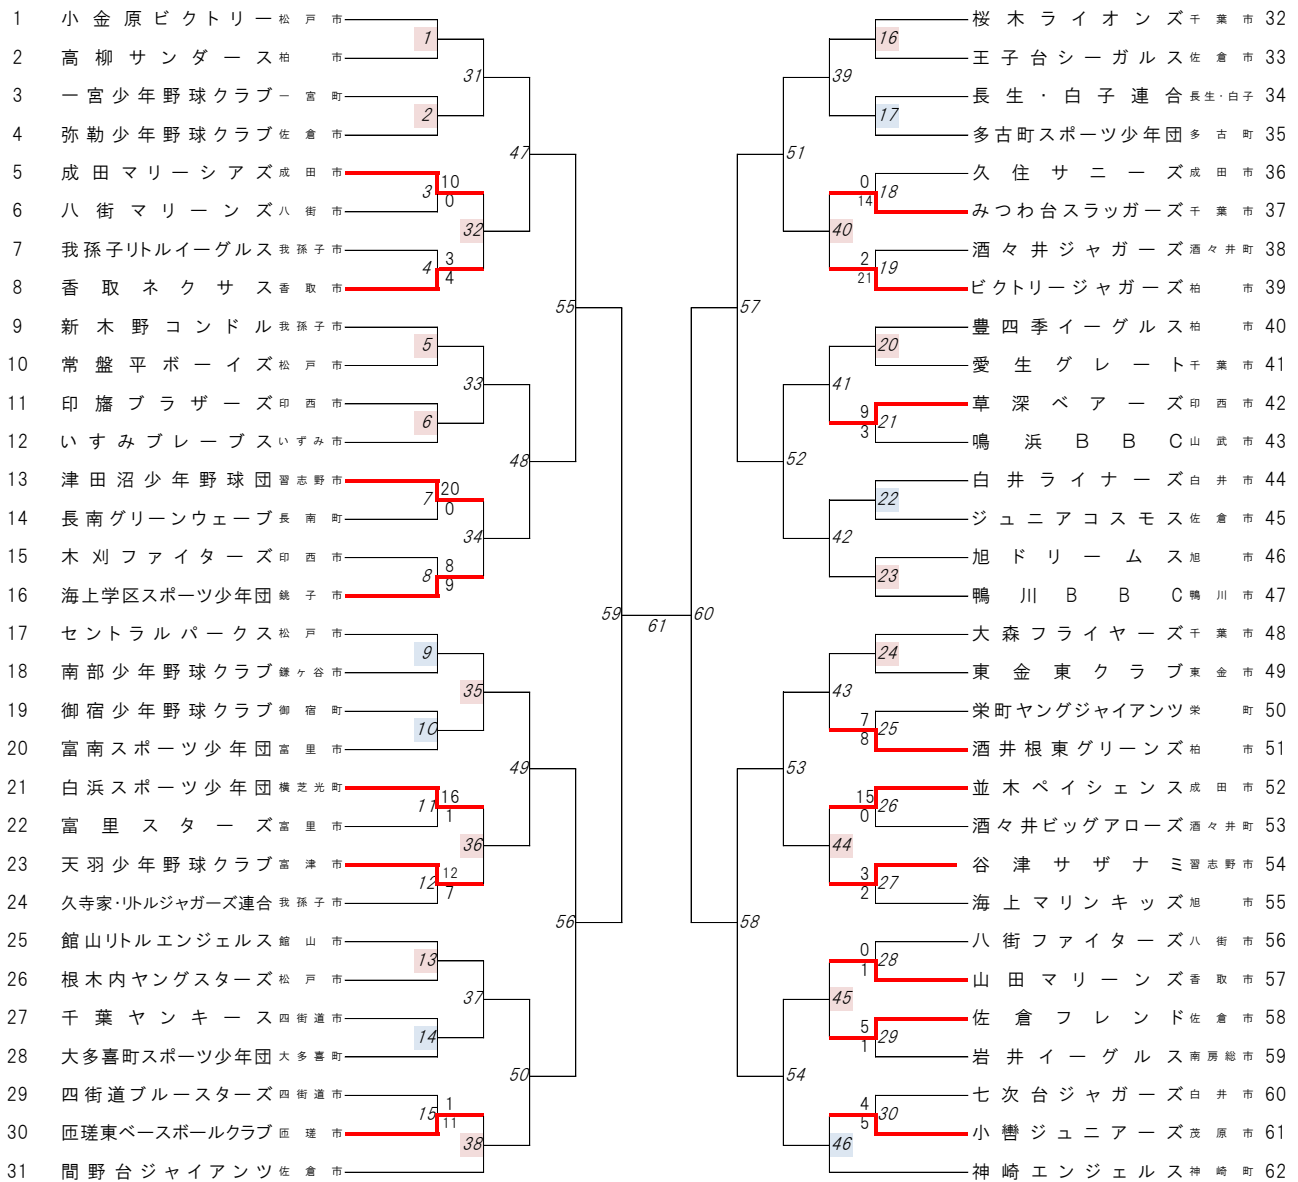 1 小金原ビクトリー 松戸市
2 高柳サンダース 柏市
3 一宮少年野球クラブ 一宮町
4 弥勒少年野球クラブ 佐倉市
5 成田マリーシアズ 成田市
6 八街マリーンズ 八街市
7 我孫子リトルイーグルス 我孫子市
8 香取ネクサス 香取市
9 新木野コンドル 我孫子市
10 常盤平ボーイズ 松戸市
11 印旛ブラザーズ 印西市
12 いすみブレーブス いずみ市
13 津田沼少年野球団 習志野市
14 長南グリーンウェーブ 長南町
15 木刈ファイターズ 印西市
16 海上学区スポーツ少年団 銚子市
17 セントラルパークス 松戸市
18 南部少年野球クラブ 鎌ヶ谷市
19 御宿少年野球クラブ 御宿町
20 富南スポーツ少年団 富里市
21 白浜スポーツ少年団 横芝光町
22 富里スターズ 富里市
23 天羽少年野球クラブ 富津市
24 久寺家・リトルジャガーズ連合 我孫子市
25 館山リトルエンジェルス 館山市
26 根木内ヤングスターズ 松戸市
27 千葉ヤンキース 四街道市
28 大多喜町スポーツ少年団 大多喜町
29 四街道ブルースターズ 四街道市
30 匝瑳東ベースボールクラブ 匝瑳市
31 間野台ジャイアンツ 佐倉市
1
2
3 10 0
4 3 4
5
6
7 20 0
8 8 9
9
10
11 16 1
12 12 7
13
14
15 1 11
31
32
33
34
35
36
37
38
47
48
49
50
55
56
59
61
60
57
58
51
52
53
54
39
40
41
42
43
44
45
46
16
17
0 14 18
2 21 19
20
9 3 21
22
23
24
7 8 25
15 0 26
3 2 27
0 1 28
5 1 29
4 5 30
桜木ライオンズ 千葉市 32
王子台シーガルス 佐倉市 33
長生・白子連合 長生・白子 34
多古町スポーツ少年団 多古町 35
久住サニーズ 成田市 36
みつわ台スラッガーズ 千葉市 37
酒々井ジャガーズ 酒々井町 38
ビクトリージャガーズ 柏市 39
豊四季イーグルス 柏市 40
愛生グレート 千葉市 41
草深ベアーズ 印西市 42
鳴浜BBC 山武市 43
白井ライナーズ 白井市 44
ジュニアコスモス 佐倉市 45
旭ドリームス 旭市 46
鴨川BBC 鴨川市 47
大森フライヤーズ 千葉市 48
東金東クラブ 東金市 49
栄町ヤングジャイアンツ 栄町 50
酒井根東グリーンズ 柏市 51
並木ペイシェンス 成田市 52
酒々井ビッグアローズ 酒々井町 53
谷津サザナミ 習志野市 54
海上マリンキッズ 旭市 55
八街ファイターズ 八街市 56
山田マリーンズ 香取市 57
佐倉フレンド 佐倉市 58
岩井イーグルス 南房総市 59
七次台ジャガーズ 白井市 60
小轡ジュニアーズ 茂原市 61
神崎エンジェルス 神崎町 62